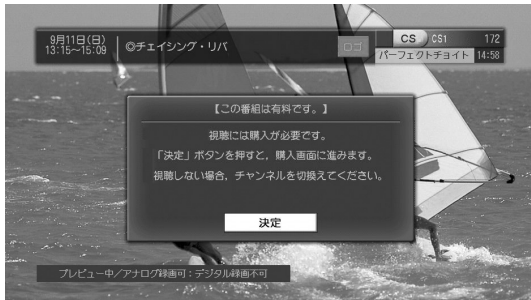 9月11日(日)
13:15~15:09
◎チェイシング・リバ
ロゴ
CS CS1 172
パーフェクトチョイト 14:58
【この番組は有料です。】
視聴には購入が必要です。
「決定」ボタンを押すと，購入画面に進みます。
視聴しない場合，チャンネルを切換えてください。
決定
プレビュー中／アナログ録画可：デジタル録画不可